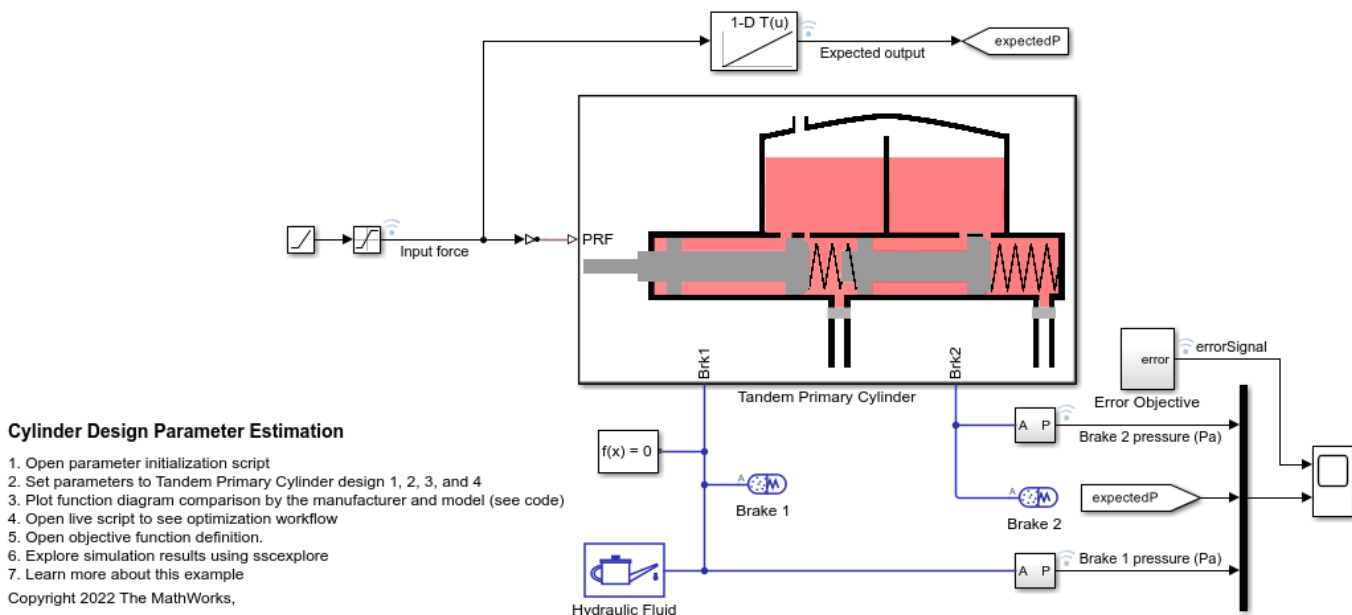 1-D T(u)
Expected output
expectedP
Input force
PRF
Brk1
Brk2
Tandem Primary Cylinder
error
errorSignal
Error Objective
A P
Brake 2 pressure (Pa)
f(x) = 0
A
Brake 1
A
Brake 2
expectedP
A P
Brake 1 pressure (Pa)
Hydraulic Fluid
Cylinder Design Parameter Estimation
1. Open parameter initialization script
2. Set parameters to Tandem Primary Cylinder design 1, 2, 3, and 4
3. Plot function diagram comparison by the manufacturer and model (see code)
4. Open live script to see optimization workflow
5. Open objective function definition.
6. Explore simulation results using sscexplore
7. Learn more about this example
Copyright 2022 The MathWorks,